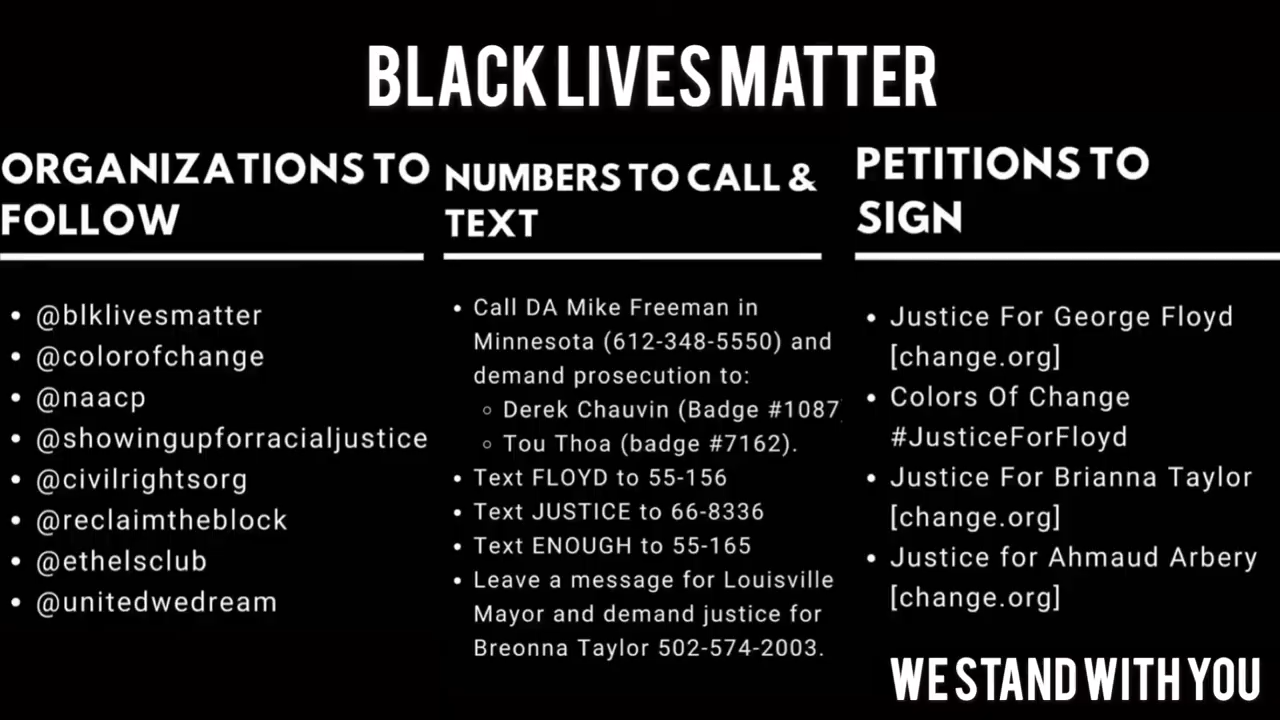 BLACK LIVES MATTER
ORGANIZATIONS TO
FOLLOW
• @blklivesmatter
• @colorofchange
• @naacp
• @showingupforracialjustice
• @civilrightsorg
• @reclaimtheblock
• @ethelsclub
• @unitedwedream
NUMBERS TO CALL &
TEXT
• Call DA Mike Freeman in
Minnesota (612-348-5550) and
demand prosecution to:
◦ Derek Chauvin (Badge #1087)
◦ Tou Thoa (badge #7162).
• Text FLOYD to 55-156
• Text JUSTICE to 66-8336
• Text ENOUGH to 55-165
• Leave a message for Louisville
Mayor and demand justice for
Breonna Taylor 502-574-2003.
PETITIONS TO
SIGN
• Justice For George Floyd
[change.org]
• Colors Of Change
#JusticeForFloyd
• Justice For Brianna Taylor
[change.org]
• Justice for Ahmaud Arbery
[change.org]
WE STAND WITH YOU